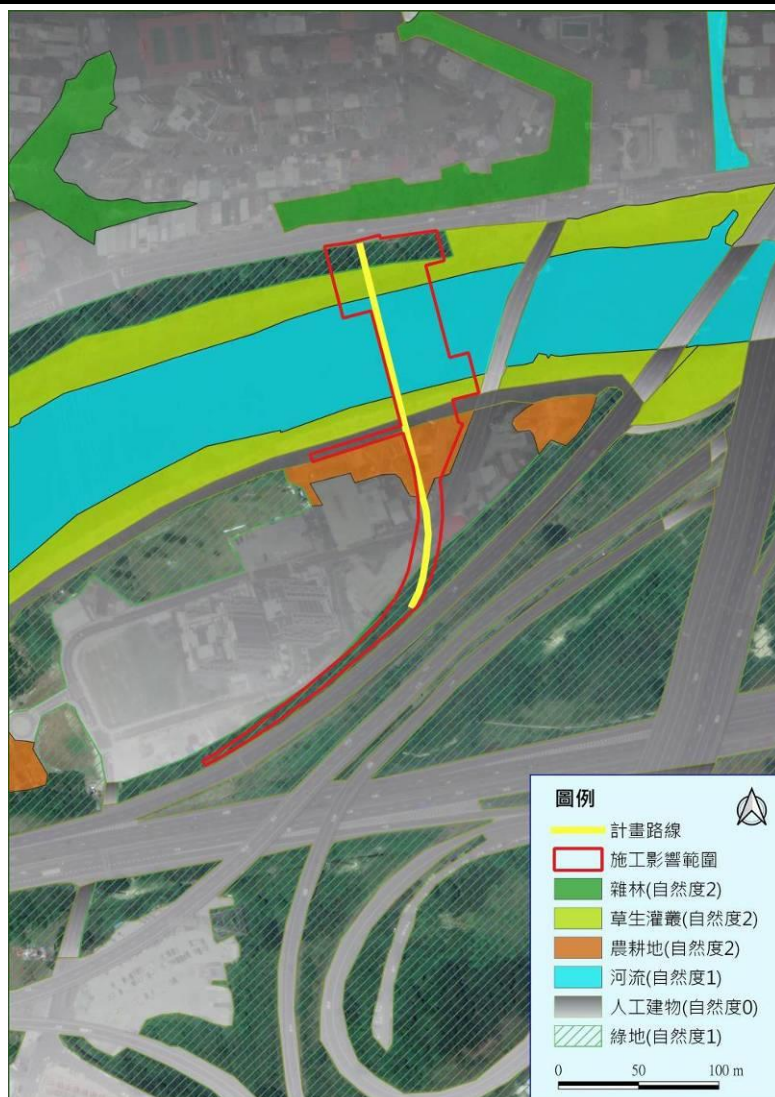 圖例
計畫路線
施工影響範圍
雜林(自然度2)
草生灌叢(自然度2)
農耕地(自然度2)
河流(自然度1)
人工建物(自然度0)
綠地(自然度1)
0 50 100 m